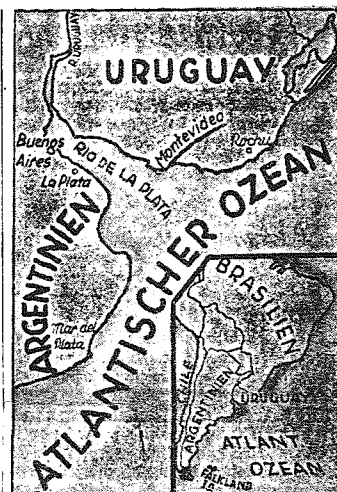 R. URUGUAY
URUGUAY
Montevideo
Rocha
Buenos
Aires
RIO DE LA PLATA
La Plata
ARGENTINIEN
ATLANTISCHER OZEAN
Mar del
Plata
BRASILIEN
CHILE
ARGENTINIEN
URUGUAY
ATLANT.
OZEAN
FALKLAND